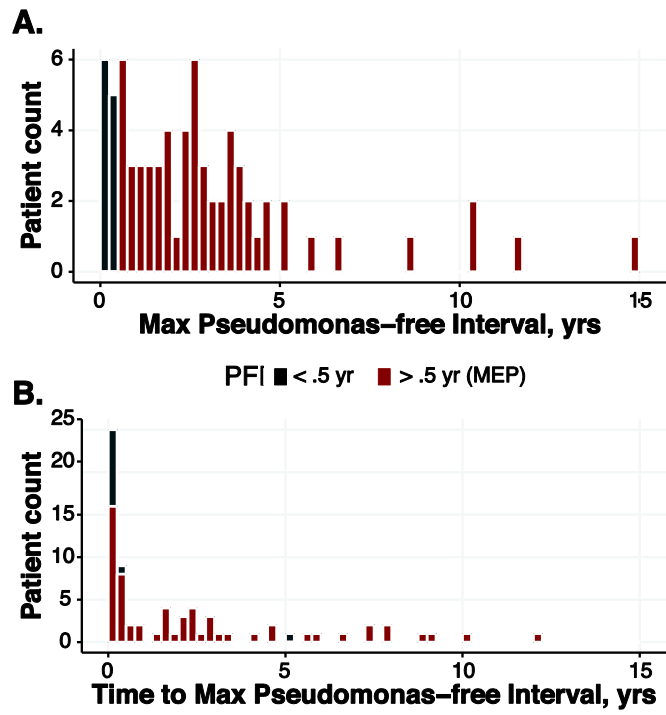 A.
Patient count
6
4
2
0
0 5 10 15
Max Pseudomonas–free Interval, yrs
PFI < .5 yr > .5 yr (MEP)
B.
Patient count
25
20
15
10
5
0
0 5 10 15
Time to Max Pseudomonas–free Interval, yrs